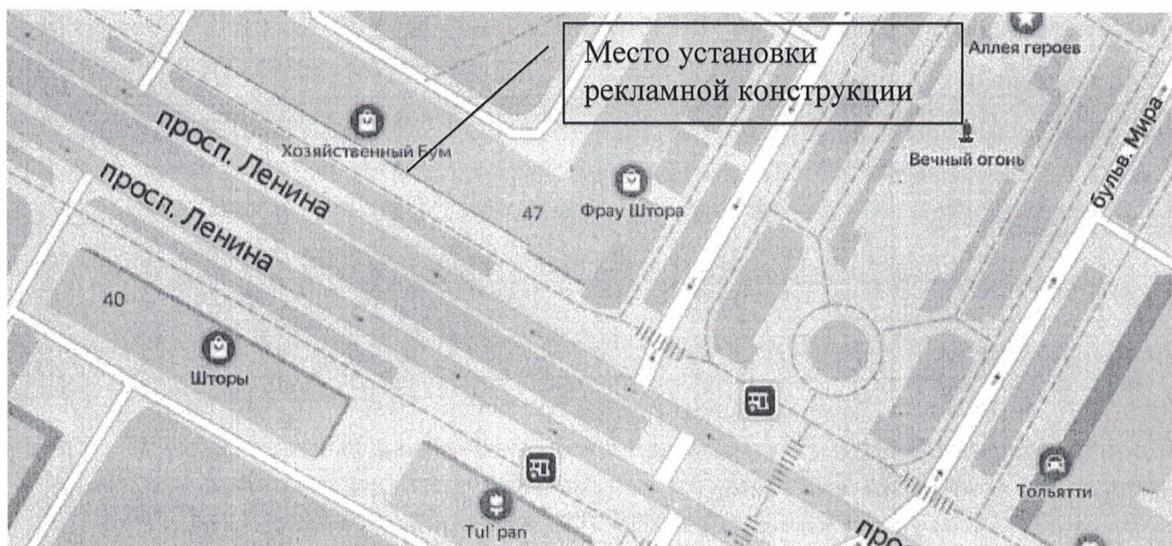 Место установки
рекламной конструкции
Аллея героев
Вечный огонь
бульв. Мира
Хозяйственный Бум
просп. Ленина
просп. Ленина
47
Фрау Штора
40
Шторы
Tul`pan
Тольятти
про